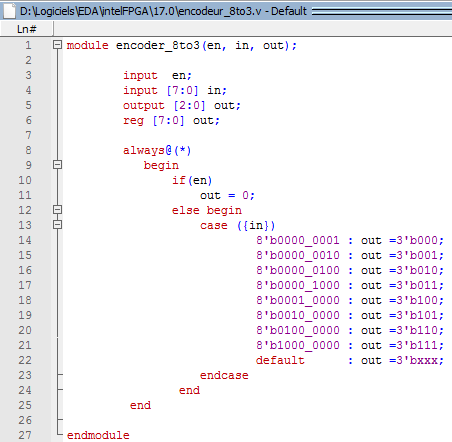 D:\Logiciels\EDA\intelFPGA\17.0\encodeur_8to3.v - Default
Ln#
1 module encoder_8to3(en, in, out);
2
3 input en;
4 input [7:0] in;
5 output [2:0] out;
6 reg [7:0] out;
7
8 always@(*)
9 begin
10 if(en)
11 out = 0;
12 else begin
13 case ({in})
14 8'b0000_0001 : out =3'b000;
15 8'b0000_0010 : out =3'b001;
16 8'b0000_0100 : out =3'b010;
17 8'b0000_1000 : out =3'b011;
18 8'b0001_0000 : out =3'b100;
19 8'b0010_0000 : out =3'b101;
20 8'b0100_0000 : out =3'b110;
21 8'b1000_0000 : out =3'b111;
22 default : out =3'bxxx;
23 endcase
24 end
25 end
26
27 endmodule